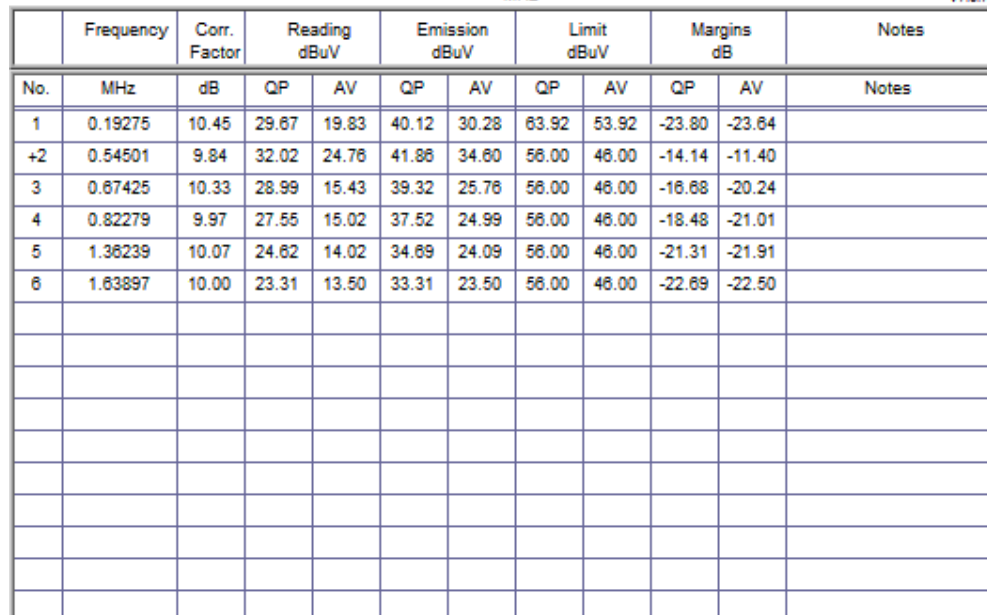 Frequency Corr. Factor Reading dBuV Emission dBuV Limit dBuV Margins dB Notes
No. MHz dB QP AV QP AV QP AV QP AV Notes
1 0.19275 10.45 29.67 19.83 40.12 30.28 63.92 53.92 -23.80 -23.64
+2 0.54501 9.84 32.02 24.76 41.86 34.60 56.00 46.00 -14.14 -11.40
3 0.67425 10.33 28.99 15.43 39.32 25.76 56.00 46.00 -16.68 -20.24
4 0.82279 9.97 27.55 15.02 37.52 24.99 56.00 46.00 -18.48 -21.01
5 1.36239 10.07 24.62 14.02 34.69 24.09 56.00 46.00 -21.31 -21.91
6 1.63897 10.00 23.31 13.50 33.31 23.50 56.00 46.00 -22.69 -22.50